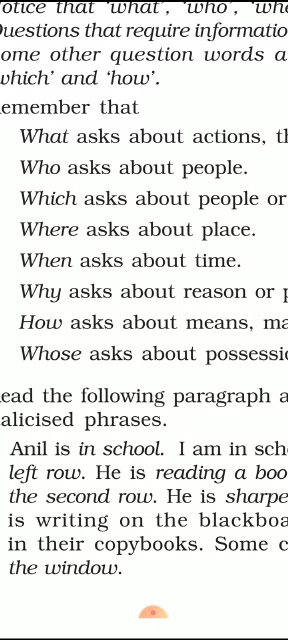 otice that 'what', 'who', 'whe
Questions that require informatio
ome other question words a
which' and 'how'.
emember that
What asks about actions, th
Who asks about people.
Which asks about people or
Where asks about place.
When asks about time.
Why asks about reason or p
How asks about means, ma
Whose asks about possessio
ead the following paragraph a
alicised phrases.
Anil is in school. I am in scho
left row. He is reading a boo
the second row. He is sharpe
is writing on the blackboa
in their copybooks. Some c
the window.